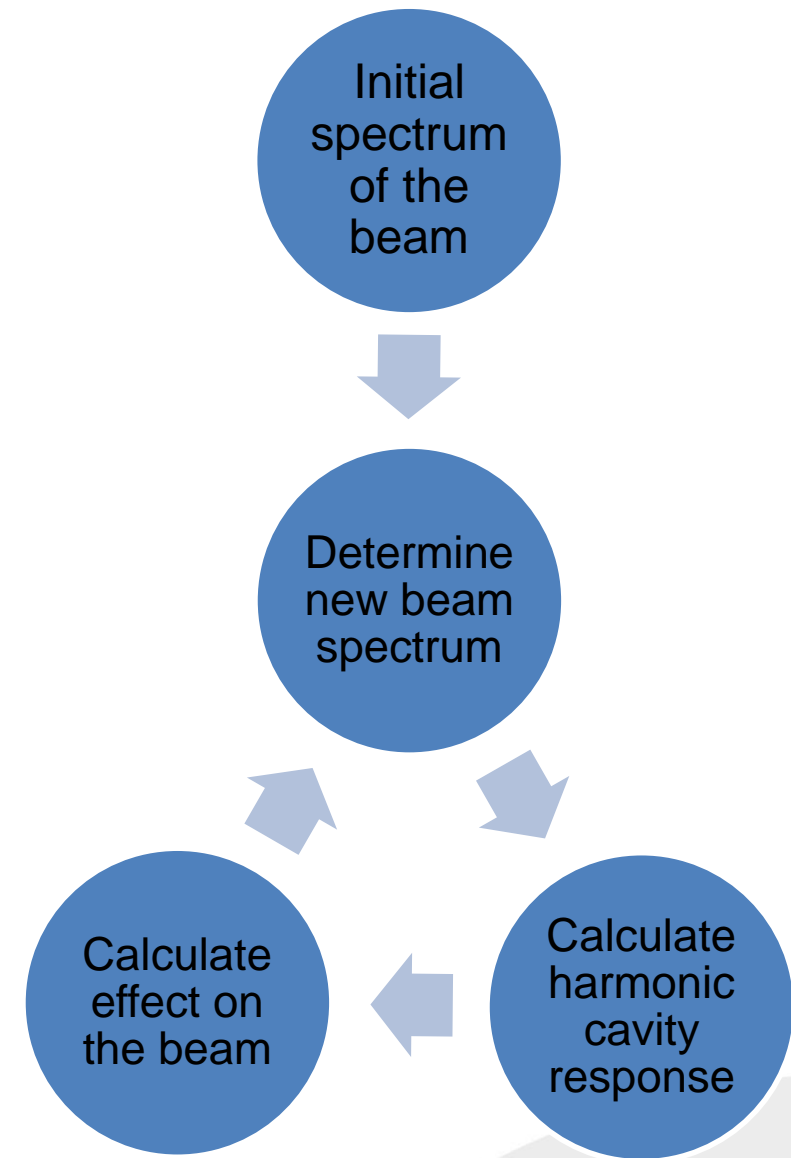 Initial
spectrum
of the
beam
Determine
new beam
spectrum
Calculate
harmonic
cavity
response
Calculate
effect on
the beam